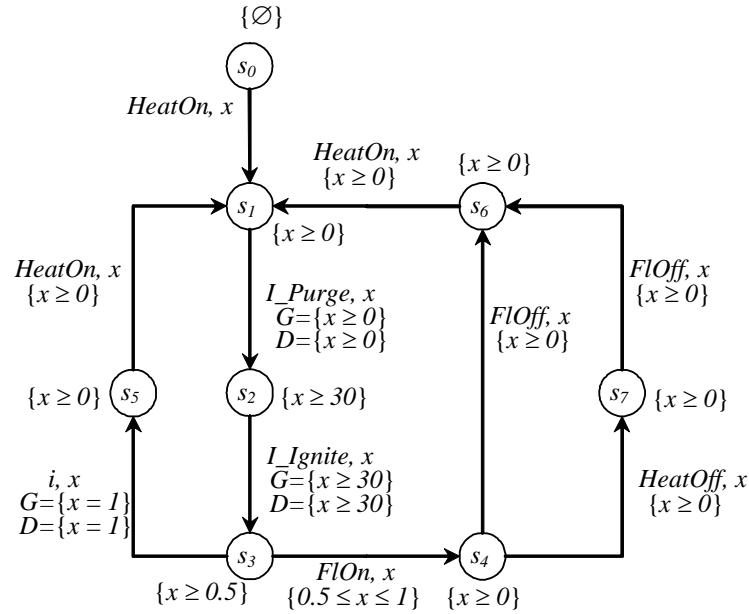 {∅}
s₀
HeatOn, x
HeatOn, x
{x ≥ 0}
{x ≥ 0}
s₁
s₆
{x ≥ 0}
HeatOn, x
{x ≥ 0}
I_Purge, x
G={x ≥ 0}
D={x ≥ 0}
FlOff, x
{x ≥ 0}
FlOff, x
{x ≥ 0}
{x ≥ 0}
s₅
s₂
{x ≥ 30}
s₇
{x ≥ 0}
i, x
G={x = 1}
D={x = 1}
I_Ignite, x
G={x ≥ 30}
D={x ≥ 30}
HeatOff, x
{x ≥ 0}
s₃
s₄
{x ≥ 0.5}
FlOn, x
{0.5 ≤ x ≤ 1}
{x ≥ 0}